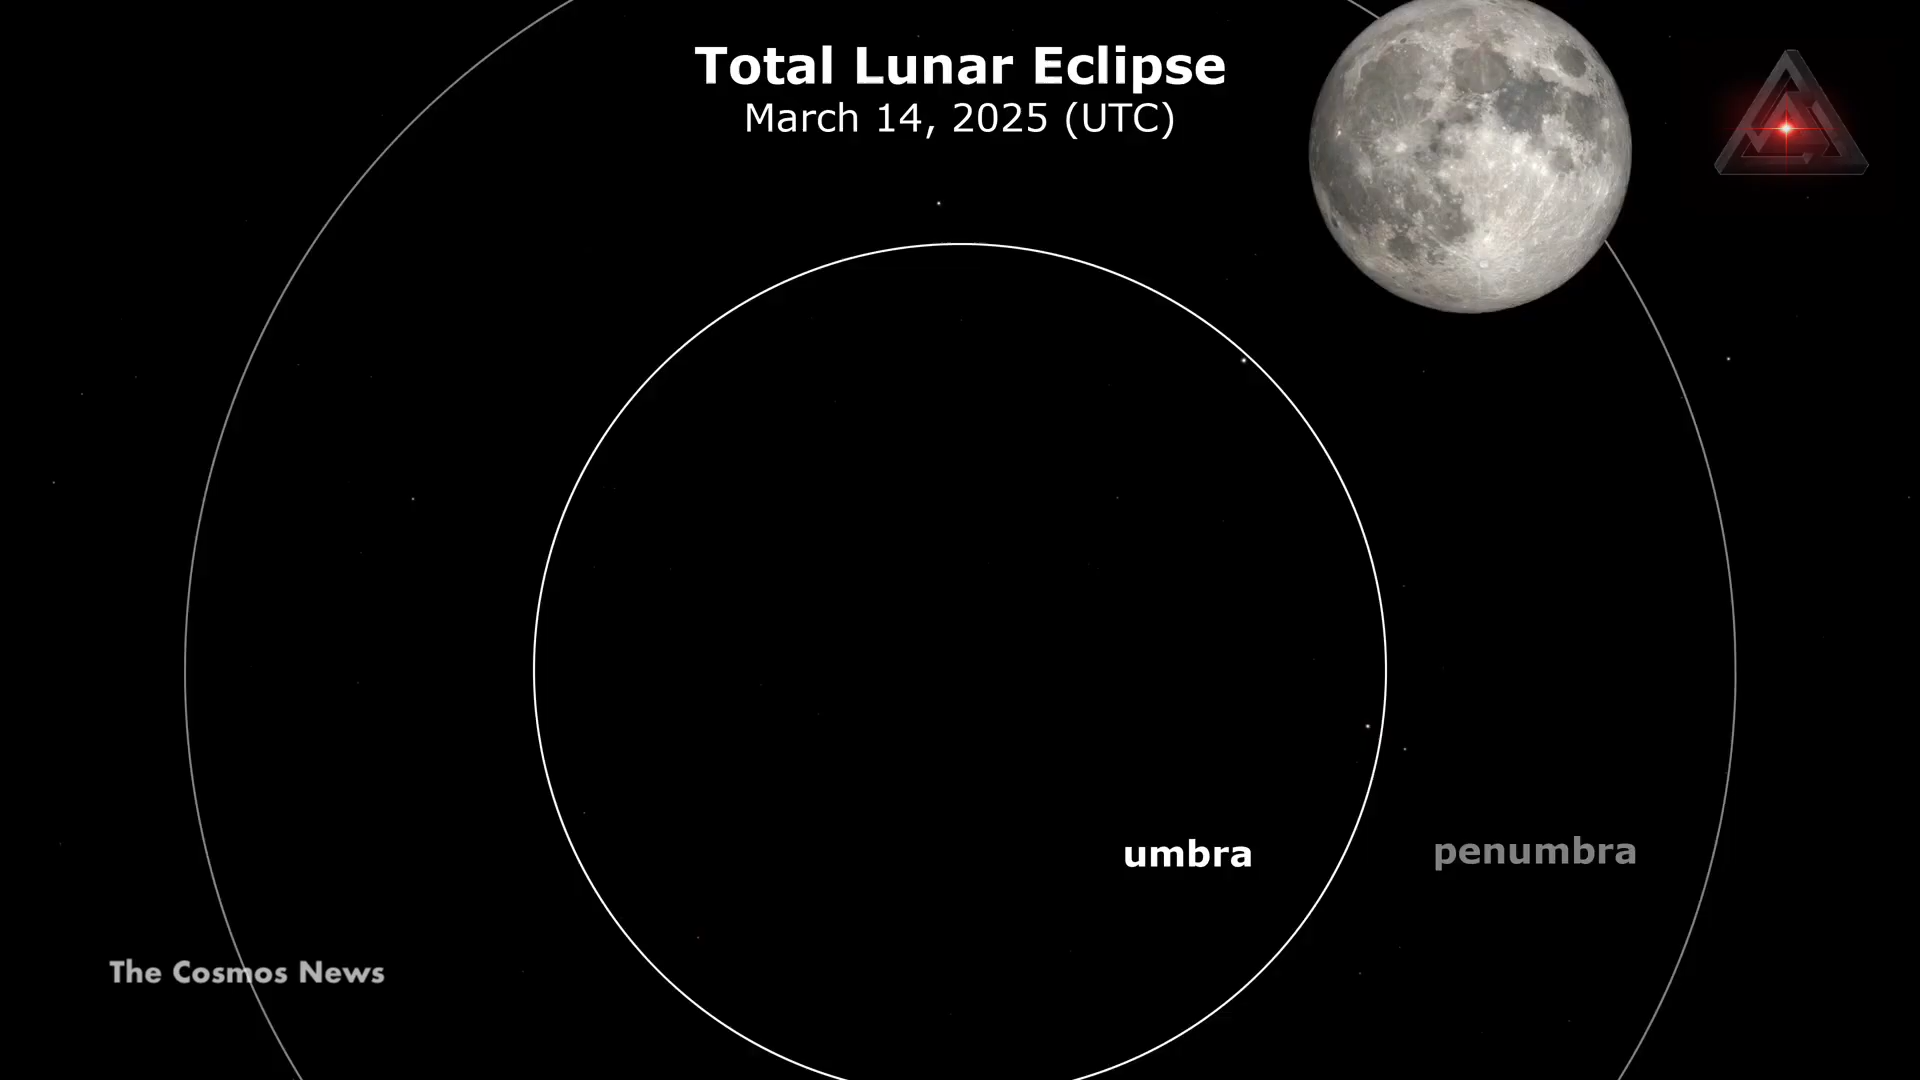 Total Lunar Eclipse
March 14, 2025 (UTC)
umbra
penumbra
The Cosmos News